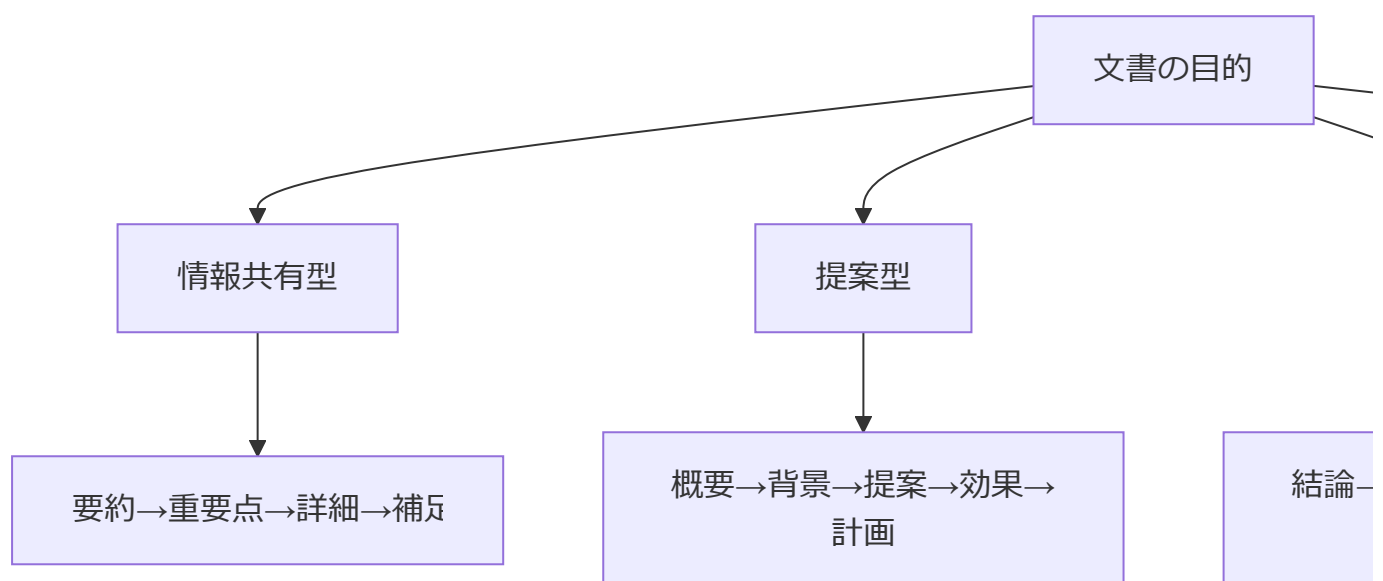 文書の目的
情報共有型
提案型
要約→重要点→詳細→補足
概要→背景→提案→効果→
計画
結論→